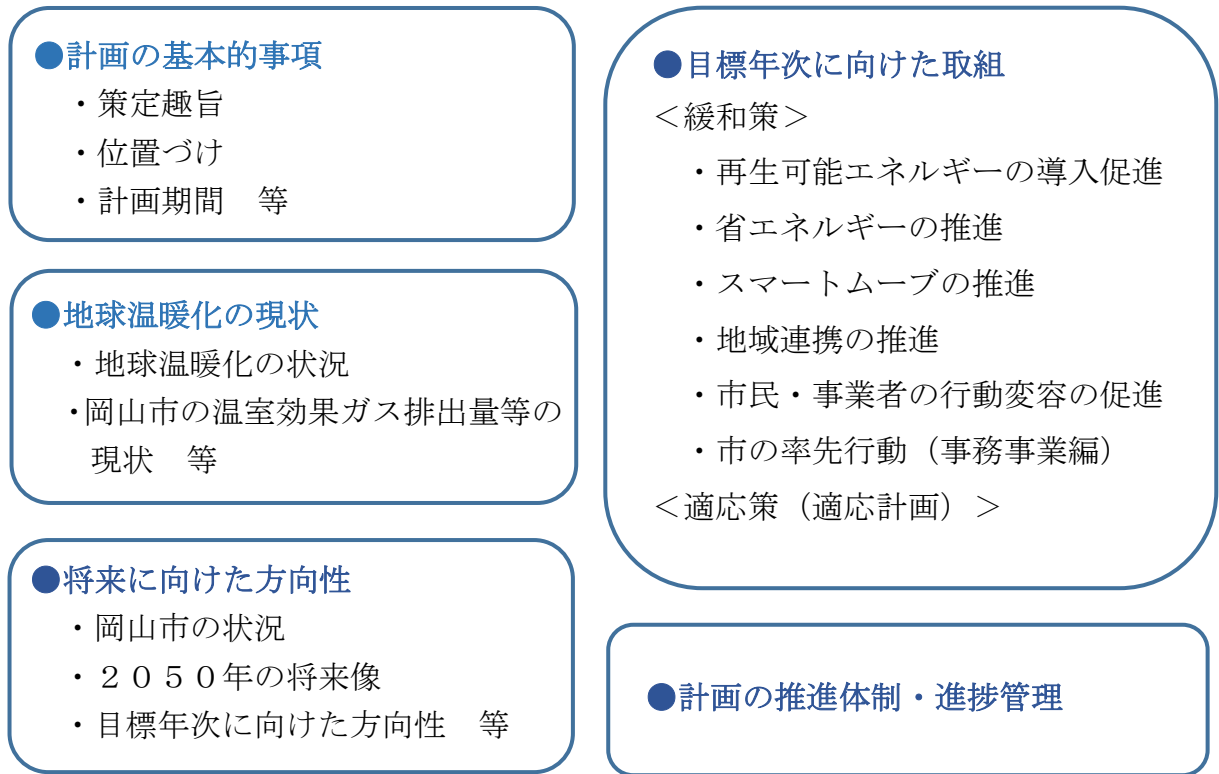 ●計画の基本的事項
・策定趣旨
・位置づけ
・計画期間　等
●地球温暖化の現状
・地球温暖化の状況
・岡山市の温室効果ガス排出量等の
現状　等
●将来に向けた方向性
・岡山市の状況
・２０５０年の将来像
・目標年次に向けた方向性　等
●目標年次に向けた取組
＜緩和策＞
・再生可能エネルギーの導入促進
・省エネルギーの推進
・スマートムーブの推進
・地域連携の推進
・市民・事業者の行動変容の促進
・市の率先行動（事務事業編）
＜適応策（適応計画）＞
●計画の推進体制・進捗管理